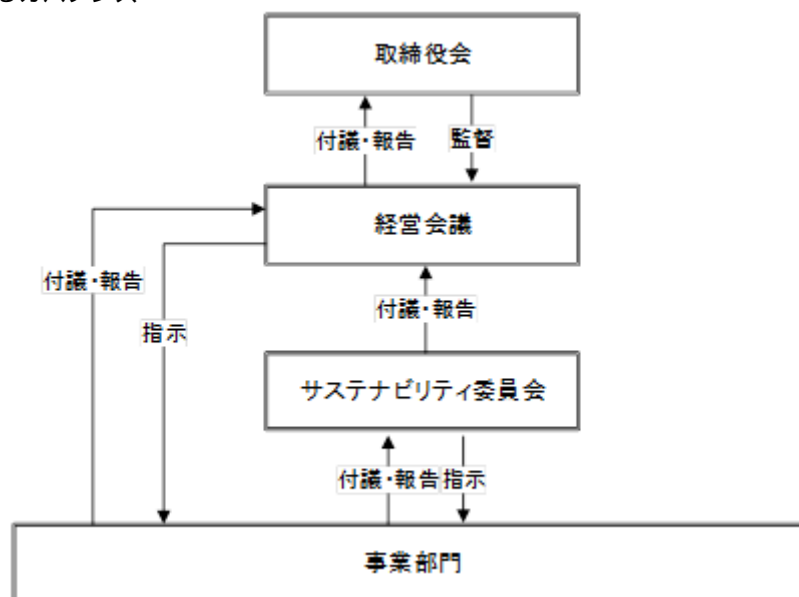 取締役会
付議・報告
監督
経営会議
付議・報告
指示
付議・報告
サステナビリティ委員会
付議・報告
指示
事業部門